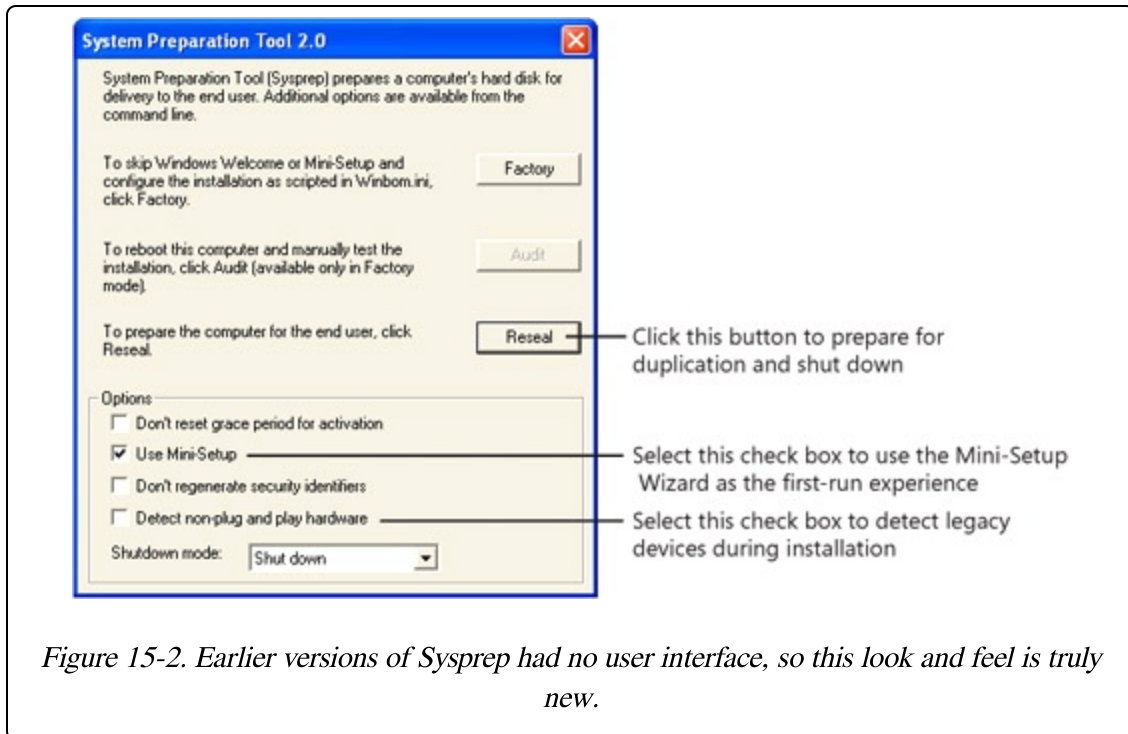 System Preparation Tool 2.0
System Preparation Tool (Sysprep) prepares a computer's hard disk for
delivery to the end user. Additional options are available from the
command line.
To skip Windows Welcome or Mini-Setup and
configure the installation as scripted in Winbom.ini,
click Factory.
Factory
To reboot this computer and manually test the
installation, click Audit (available only in Factory
mode).
Audit
To prepare the computer for the end user, click
Reseal.
Reseal
Click this button to prepare for
duplication and shut down
Options
Don't reset grace period for activation
Use Mini-Setup
Select this check box to use the Mini-Setup
Wizard as the first-run experience
Don't regenerate security identifiers
Detect non-plug and play hardware
Select this check box to detect legacy
devices during installation
Shutdown mode: Shut down
Figure 15-2. Earlier versions of Sysprep had no user interface, so this look and feel is truly
new.